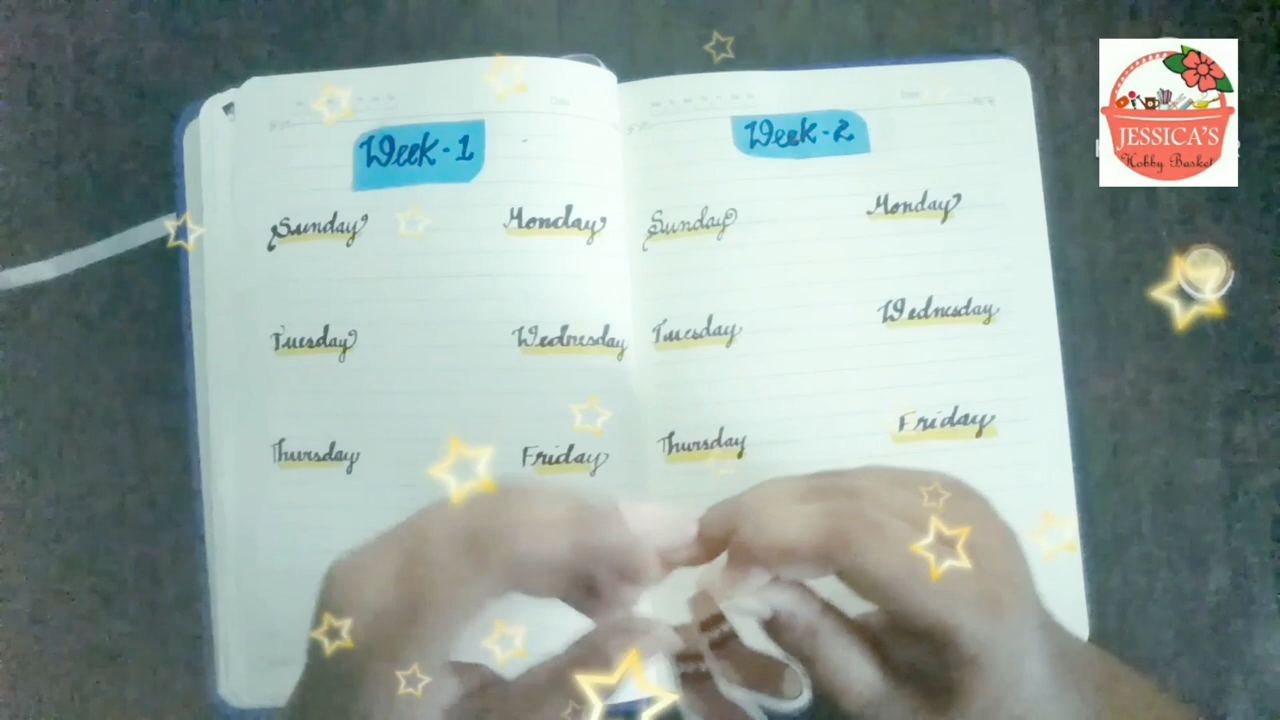 Week-1
Sunday Monday
Tuesday Wednesday
Thursday Friday
Week-2
Sunday Monday
Tuesday Wednesday
Thursday Friday
JESSICA'S
Hobby Basket